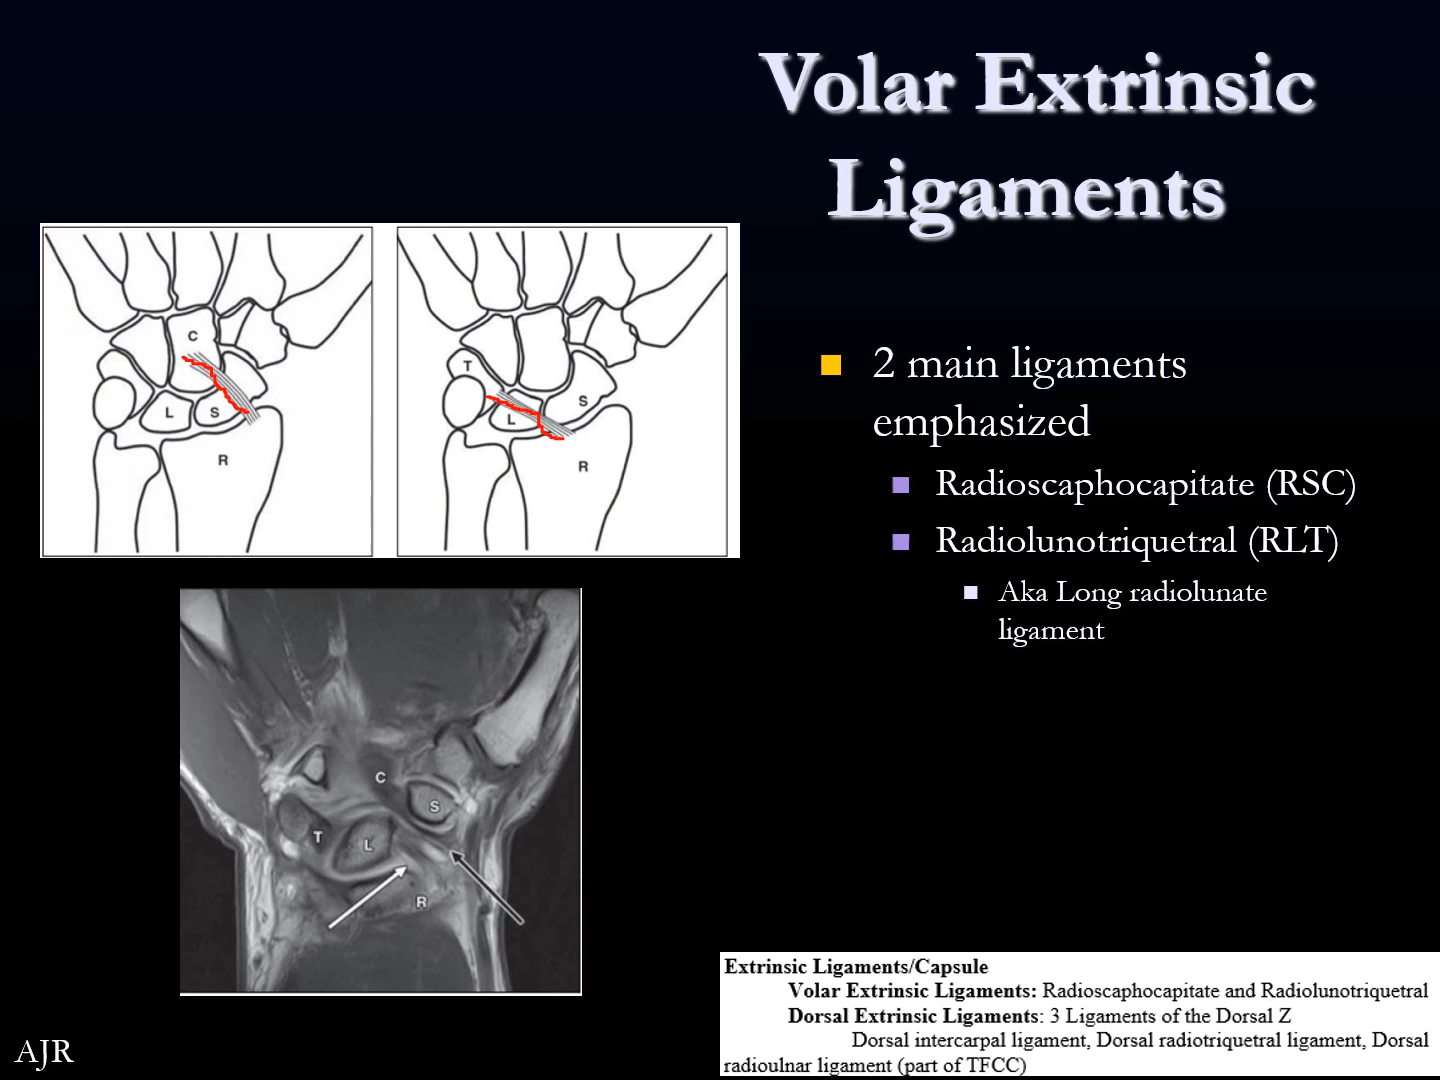 Volar Extrinsic
Ligaments
C
L
S
R
T
S
L
R
2 main ligaments
emphasized
Radioscaphocapitate (RSC)
Radiolunotriquetral (RLT)
Aka Long radiolunate
ligament
C
S
T
L
R
Extrinsic Ligaments/Capsule
Volar Extrinsic Ligaments: Radioscaphocapitate and Radiolunotriquetral
Dorsal Extrinsic Ligaments: 3 Ligaments of the Dorsal Z
Dorsal intercarpal ligament, Dorsal radiotriquetral ligament, Dorsal
radioulnar ligament (part of TFCC)
AJR